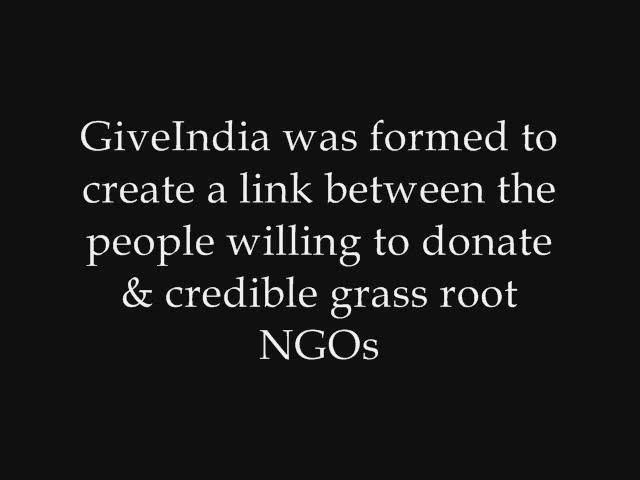 GiveIndia was formed to
create a link between the
people willing to donate
& credible grass root
NGOs